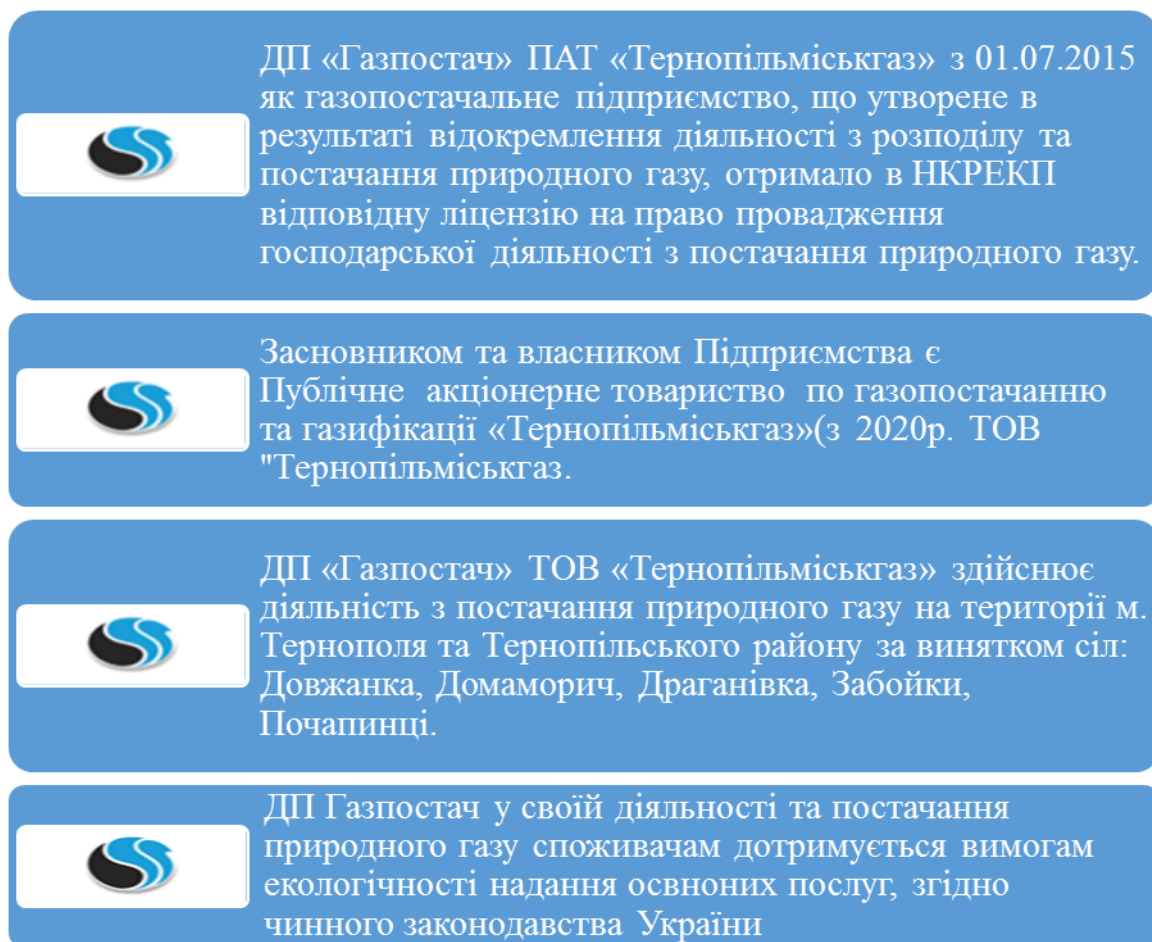 ДП «Газпостач» ПАТ «Тернопільміськгаз» з 01.07.2015
як газопостачальне підприємство, що утворене в
результаті відокремлення діяльності з розподілу та
постачання природного газу, отримало в НКРЕКП
відповідну ліцензію на право провадження
господарської діяльності з постачання природного газу.
Засновником та власником Підприємства є
Публічне акціонерне товариство по газопостачанню
та газифікації «Тернопільміськгаз»(з 2020р. ТОВ
"Тернопільміськгаз.
ДП «Газпостач» ТОВ «Тернопільміськгаз» здійснює
діяльність з постачання природного газу на території м.
Тернополя та Тернопільського району за винятком сіл:
Довжанка, Домаморич, Драганівка, Забойки,
Почапинці.
ДП Газпостач у своїй діяльності та постачання
природного газу споживачам дотримується вимогам
екологічності надання освноних послуг, згідно
чинного законодавства України